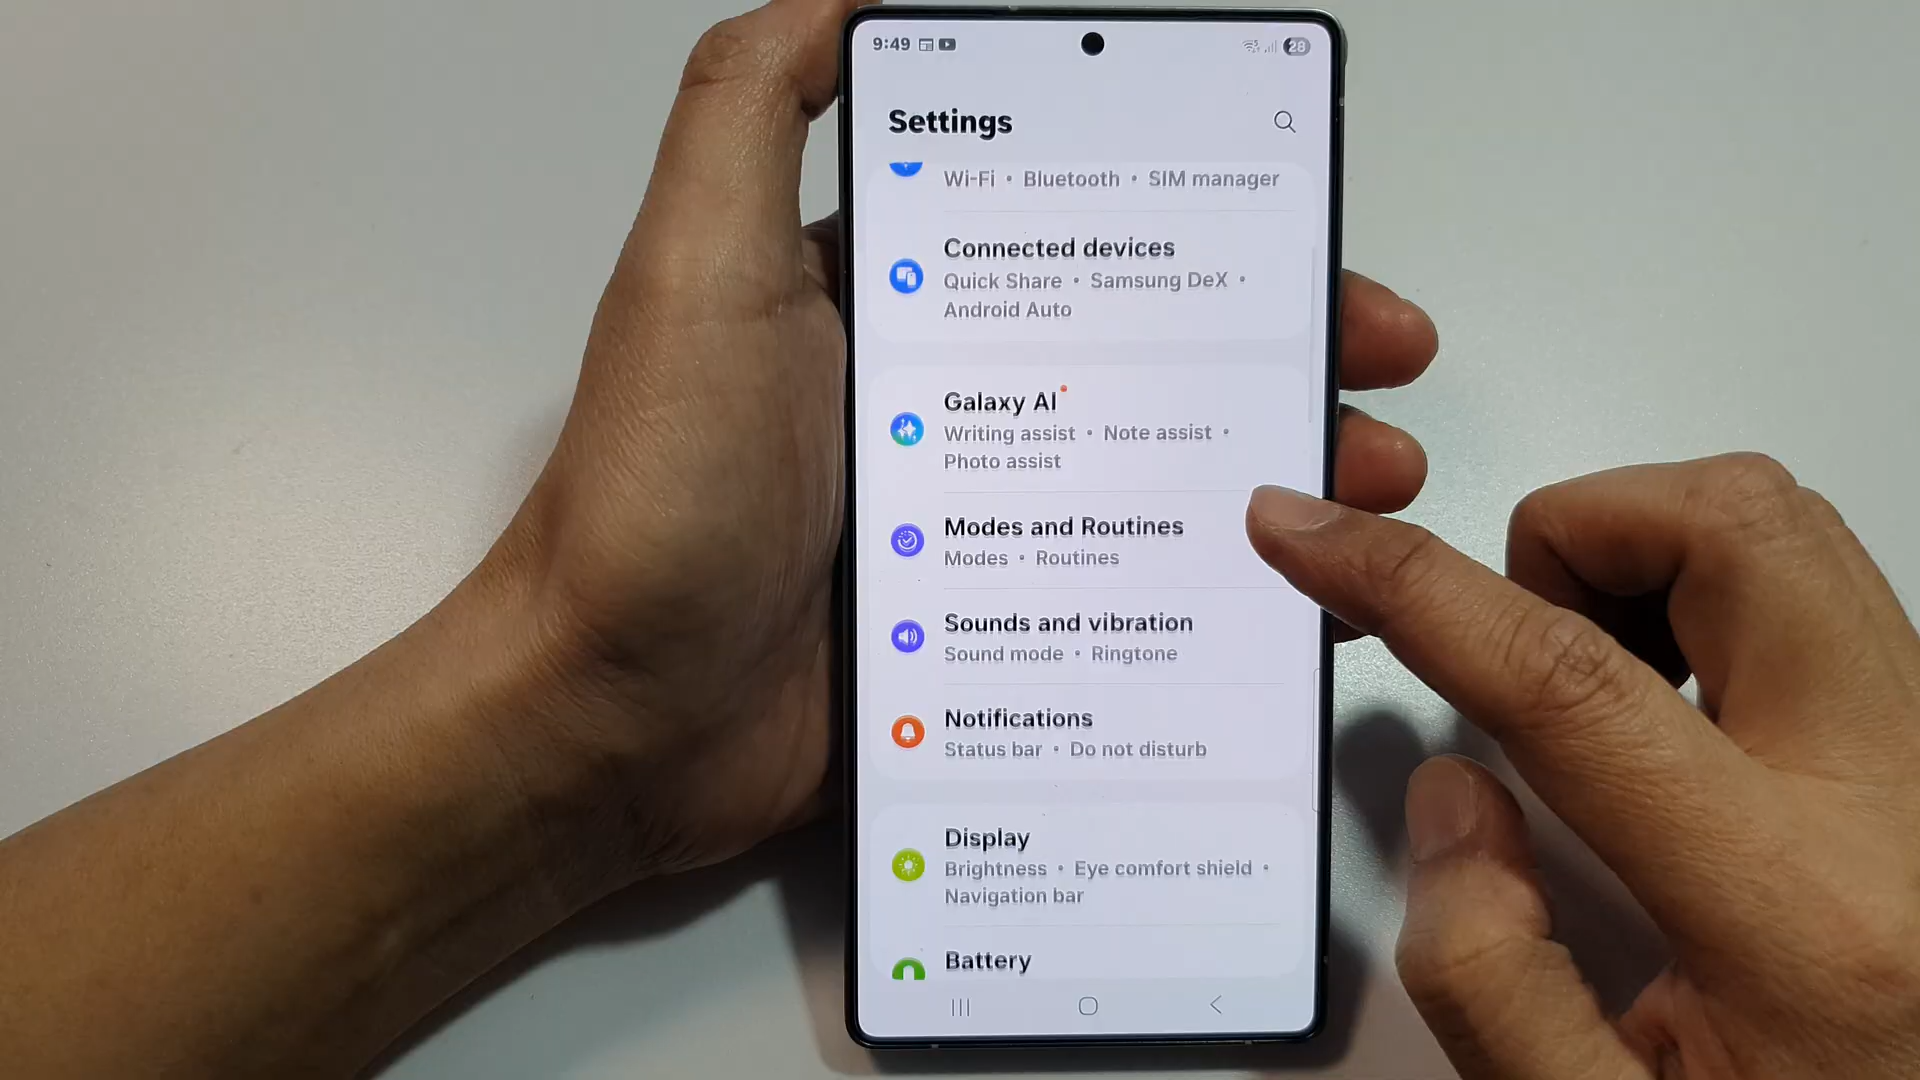 9:49
28
Settings
Wi-Fi • Bluetooth • SIM manager
Connected devices
Quick Share • Samsung DeX •
Android Auto
Galaxy AI
Writing assist • Note assist •
Photo assist
Modes and Routines
Modes • Routines
Sounds and vibration
Sound mode • Ringtone
Notifications
Status bar • Do not disturb
Display
Brightness • Eye comfort shield •
Navigation bar
Battery